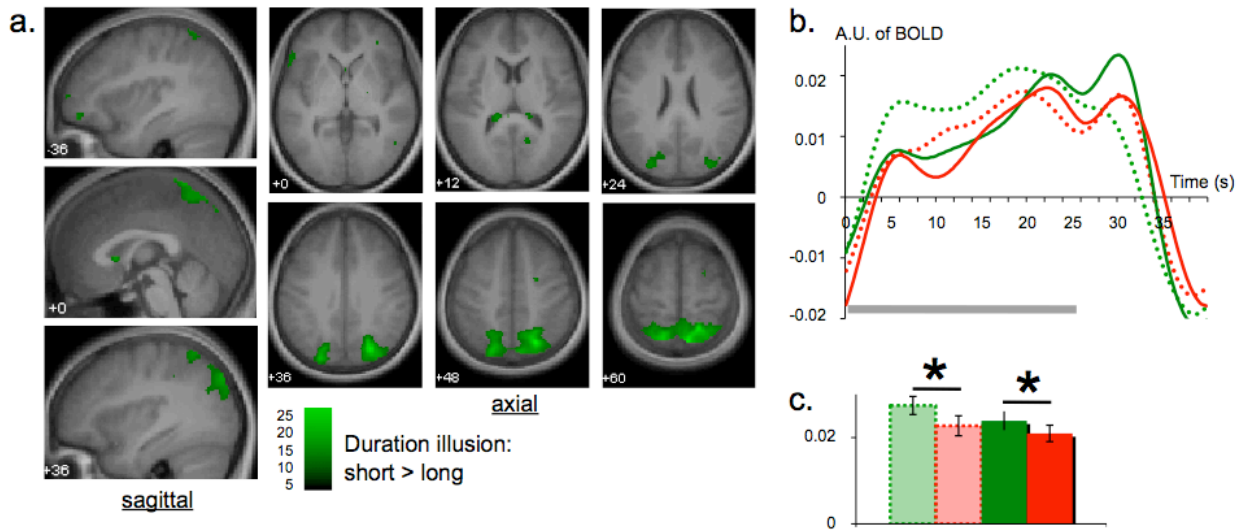 a.
-36
+0
+36
sagittal
+0
+12
+24
+36
+48
+60
axial
25
20
15
10
5
Duration illusion:
short > long
b.
A.U. of BOLD
0.02
0.01
0
-0.01
-0.02
0 5 10 15 20 25 30 35
Time (s)
c.
* *
0.02
0